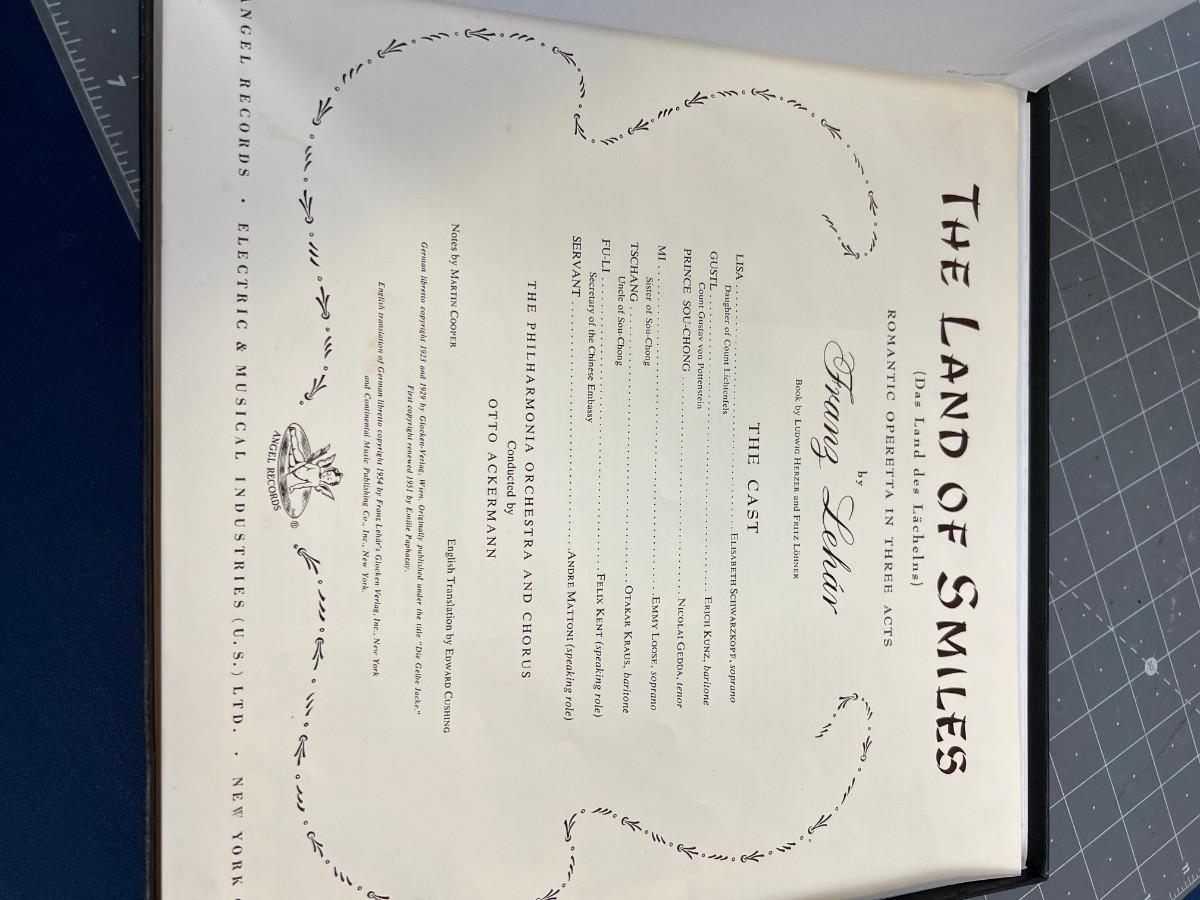 THE LAND OF SMILES
(Das Land des Lächelns)
ROMANTIC OPERETTA IN THREE ACTS
by
Franz Lehár
Book by LUDWIG HERZER and FRITZ LÖHNER
THE CAST
LISA . . . . . . . . . . . . . . . . . . . . ELISABETH SCHWARZKOPF, soprano
Daughter of Count Lichtenfels
GUSTL . . . . . . . . . . . . . . . . . . . . ERICH KUNZ, baritone
Count Gustav von Pottenstein
PRINCE SOU-CHONG . . . . . . . . . . . . . . . . . . . . NICOLAI GEDDA, tenor
MI . . . . . . . . . . . . . . . . . . . . EMMY LOOSE, soprano
Sister of Sou-Chong
TSCHANG . . . . . . . . . . . . . . . . . . . . OTAKAR KRAUS, baritone
Uncle of Sou-Chong
FU-LI . . . . . . . . . . . . . . . . . . . . FELIX KENT (speaking role)
Secretary of the Chinese Embassy
SERVANT . . . . . . . . . . . . . . . . . . . . ANDRE MATTONI (speaking role)
THE PHILHARMONIA ORCHESTRA AND CHORUS
Conducted by
OTTO ACKERMANN
Notes by MARTIN COOPER English Translation by EDWARD CUSHING
German libretto copyright 1923 and 1929 by Glocken-Verlag, Wien. Originally published under the title "Die Gelbe Jacke."
First copyright renewed 1951 by Emilie Paphazay.
English translation of German libretto copyright 1954 by Franz Lehár's Glocken Verlag, Inc., New York
and Continental Music Publishing Co., Inc., New York.
ANGEL RECORDS ®
ANGEL RECORDS · ELECTRIC & MUSICAL INDUSTRIES (U.S.) LTD. · NEW YORK
7